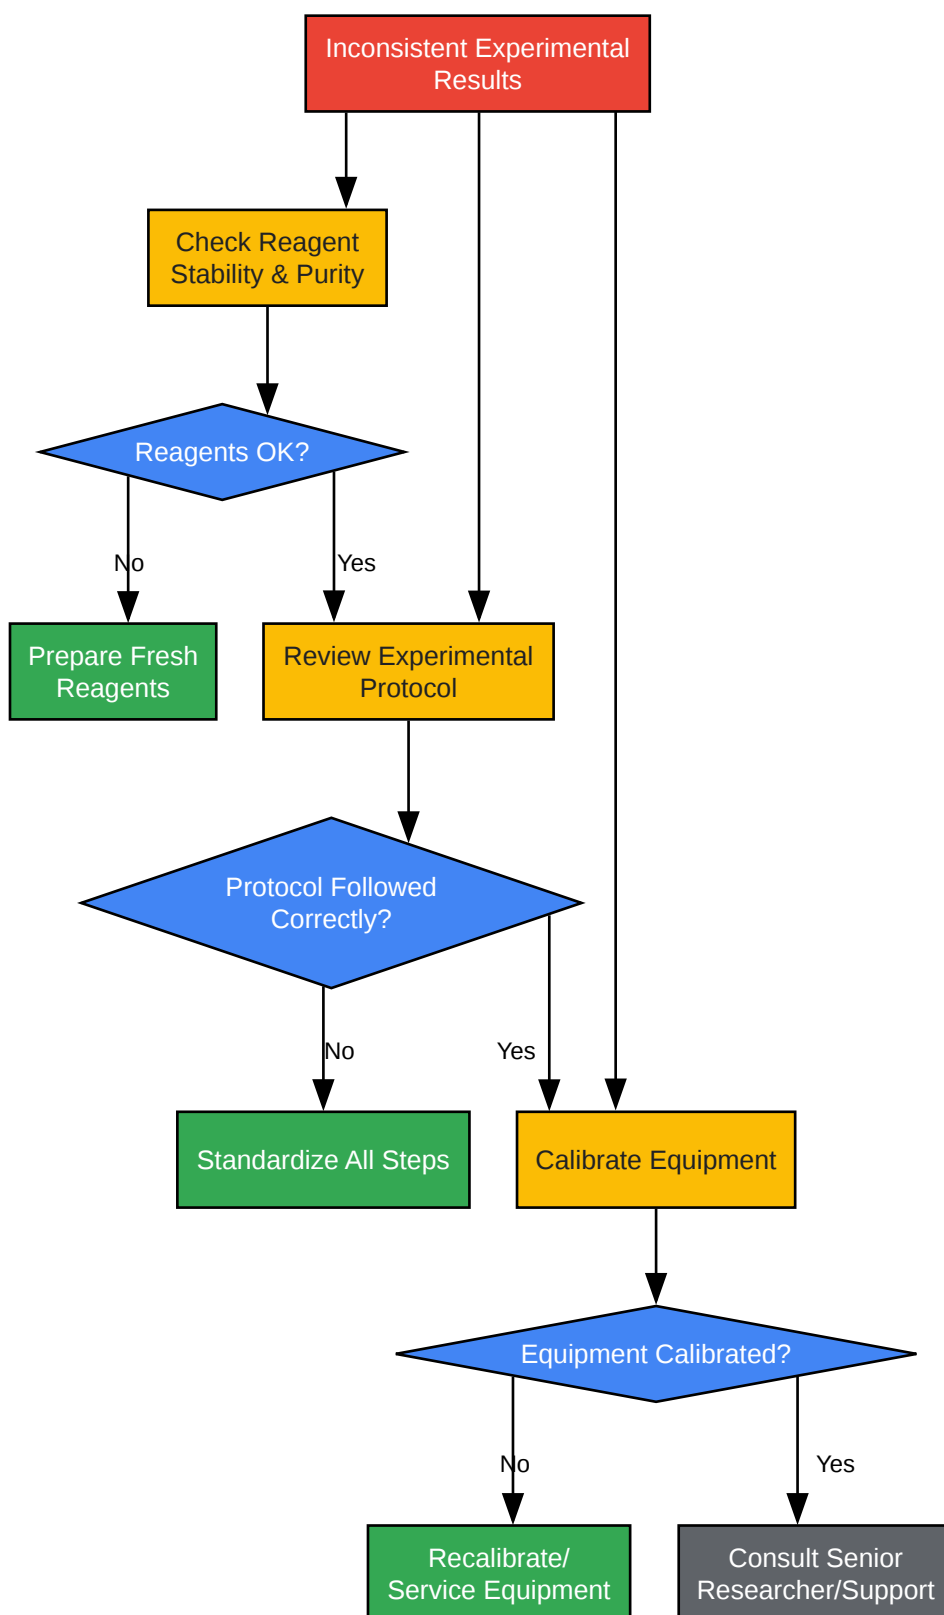 Inconsistent Experimental
Results
Check Reagent
Stability & Purity
Reagents OK?
No
Yes
Prepare Fresh
Reagents
Review Experimental
Protocol
Protocol Followed
Correctly?
No
Yes
Standardize All Steps
Calibrate Equipment
Equipment Calibrated?
No
Yes
Recalibrate/
Service Equipment
Consult Senior
Researcher/Support